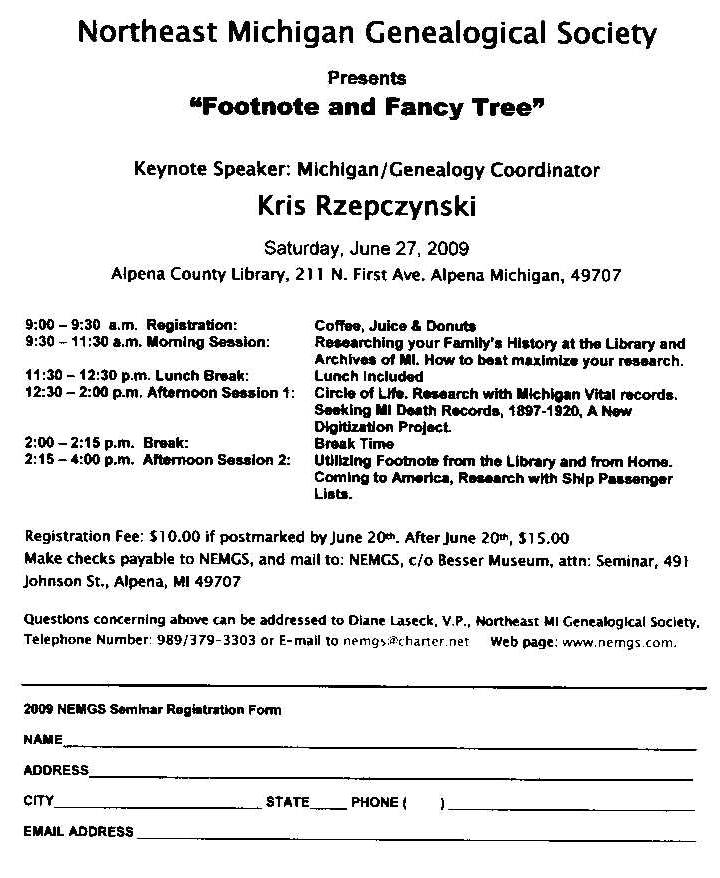 Northeast Michigan Genealogical Society
Presents
“Footnote and Fancy Tree”
Keynote Speaker: Michigan/Genealogy Coordinator
Kris Rzepczynski
Saturday, June 27, 2009
Alpena County Library, 211 N. First Ave. Alpena Michigan, 49707
9:00 – 9:30 a.m. Registration: Coffee, Juice & Donuts
9:30 – 11:30 a.m. Morning Session: Researching your Family's History at the Library and
Archives of MI. How to best maximize your research.
11:30 – 12:30 p.m. Lunch Break: Lunch Included
12:30 – 2:00 p.m. Afternoon Session 1: Circle of Life. Research with Michigan Vital records.
Seeking MI Death Records, 1897-1920, A New
Digitization Project.
2:00 – 2:15 p.m. Break: Break Time
2:15 – 4:00 p.m. Afternoon Session 2: Utilizing Footnote from the Library and from Home.
Coming to America, Research with Ship Passenger
Lists.
Registration Fee: $10.00 if postmarked by June 20th. After June 20th, $15.00
Make checks payable to NEMGS, and mail to: NEMGS, c/o Besser Museum, attn: Seminar, 491
Johnson St., Alpena, MI 49707
Questions concerning above can be addressed to Diane Laseck, V.P., Northeast MI Genealogical Society.
Telephone Number: 989/379-3303 or E-mail to nemgs@charter.net Web page: www.nemgs.com.
2009 NEMGS Seminar Registration Form
NAME
ADDRESS
CITY STATE PHONE ( )
EMAIL ADDRESS